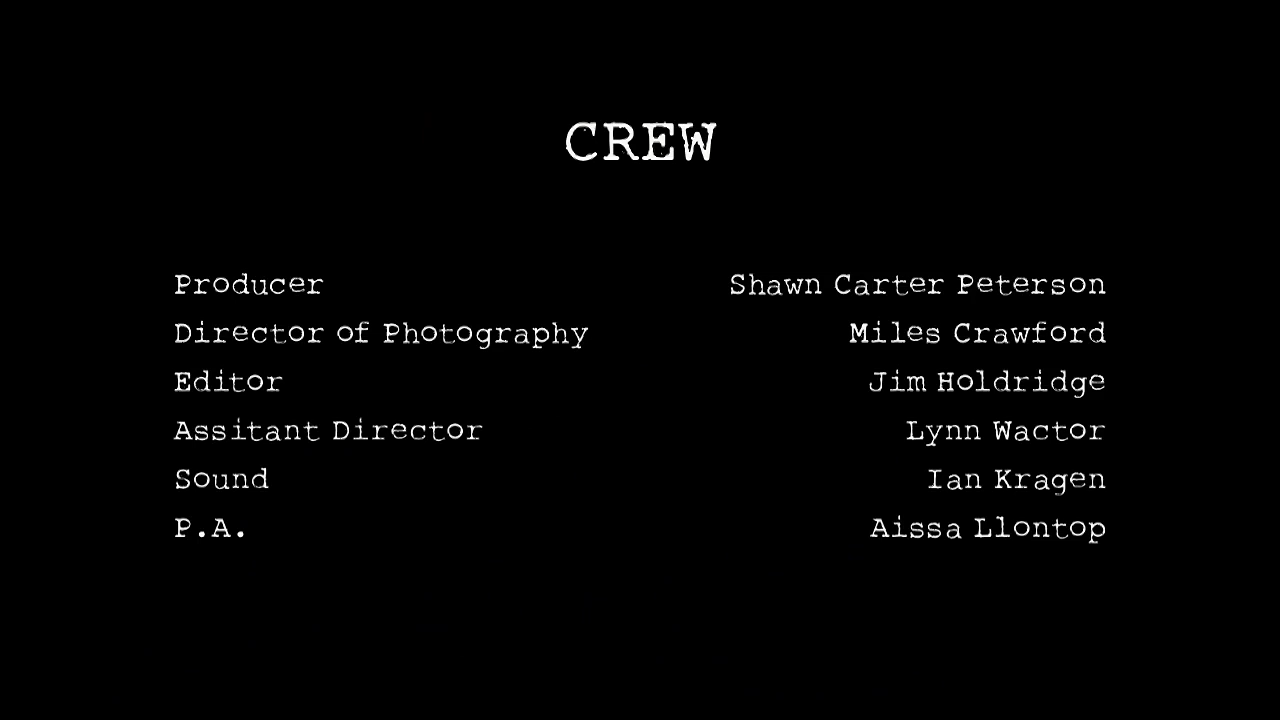 CREW
Producer Shawn Carter Peterson
Director of Photography Miles Crawford
Editor Jim Holdridge
Assitant Director Lynn Wactor
Sound Ian Kragen
P.A. Aissa Llontop